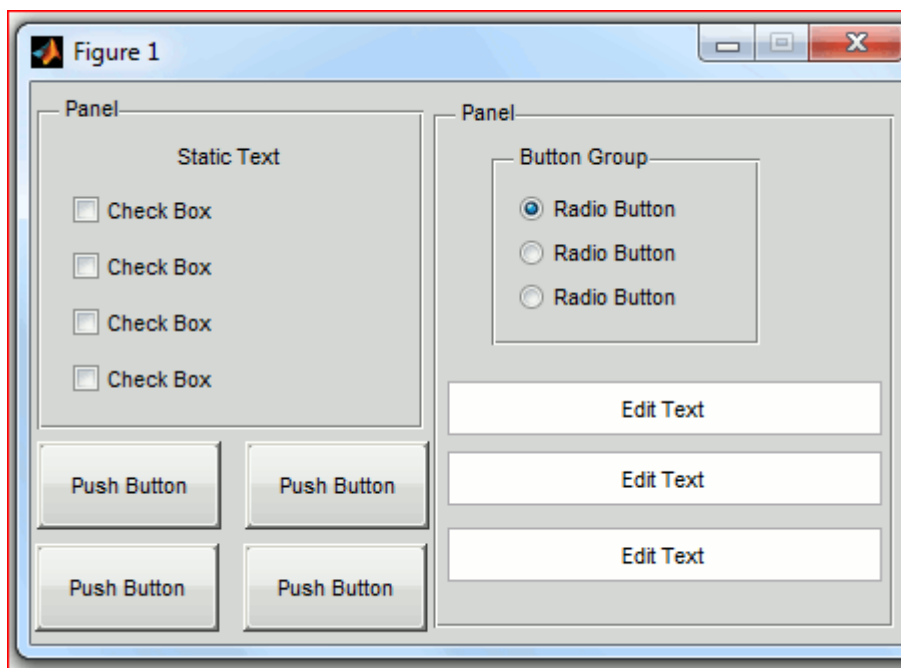 Figure 1
Panel
Static Text
Check Box
Check Box
Check Box
Check Box
Push Button
Push Button
Push Button
Push Button
Panel
Button Group
Radio Button
Radio Button
Radio Button
Edit Text
Edit Text
Edit Text